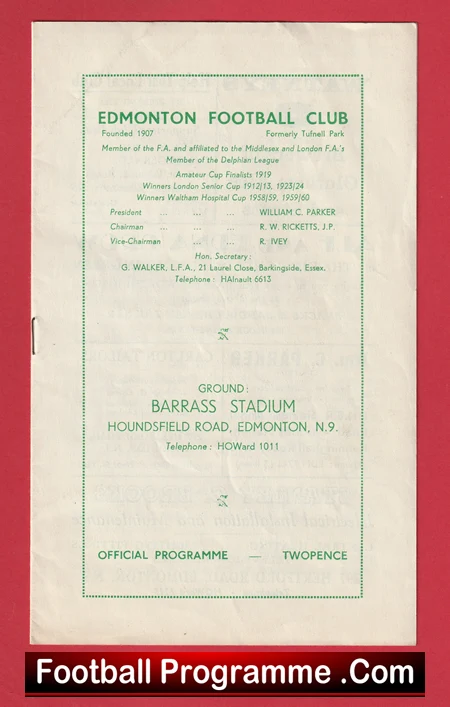 EDMONTON FOOTBALL CLUB
Founded 1907 Formerly Tufnell Park
Member of the F.A. and affiliated to the Middlesex and London F.A.'s
Member of the Delphian League
Amateur Cup Finalists 1919
Winners London Senior Cup 1912/13, 1923/24
Winners Waltham Hospital Cup 1958/59, 1959/60
President ... ... ... WILLIAM C. PARKER
Chairman ... ... ... R. W. RICKETTS, J.P.
Vice-Chairman ... ... R. IVEY
Hon. Secretary:
G. WALKER, L.F.A., 21 Laurel Close, Barkingside, Essex.
Telephone: HAInault 6613
GROUND:
BARRASS STADIUM
HOUNDSFIELD ROAD, EDMONTON, N.9.
Telephone: HOWard 1011
OFFICIAL PROGRAMME — TWOPENCE
Football Programme .Com